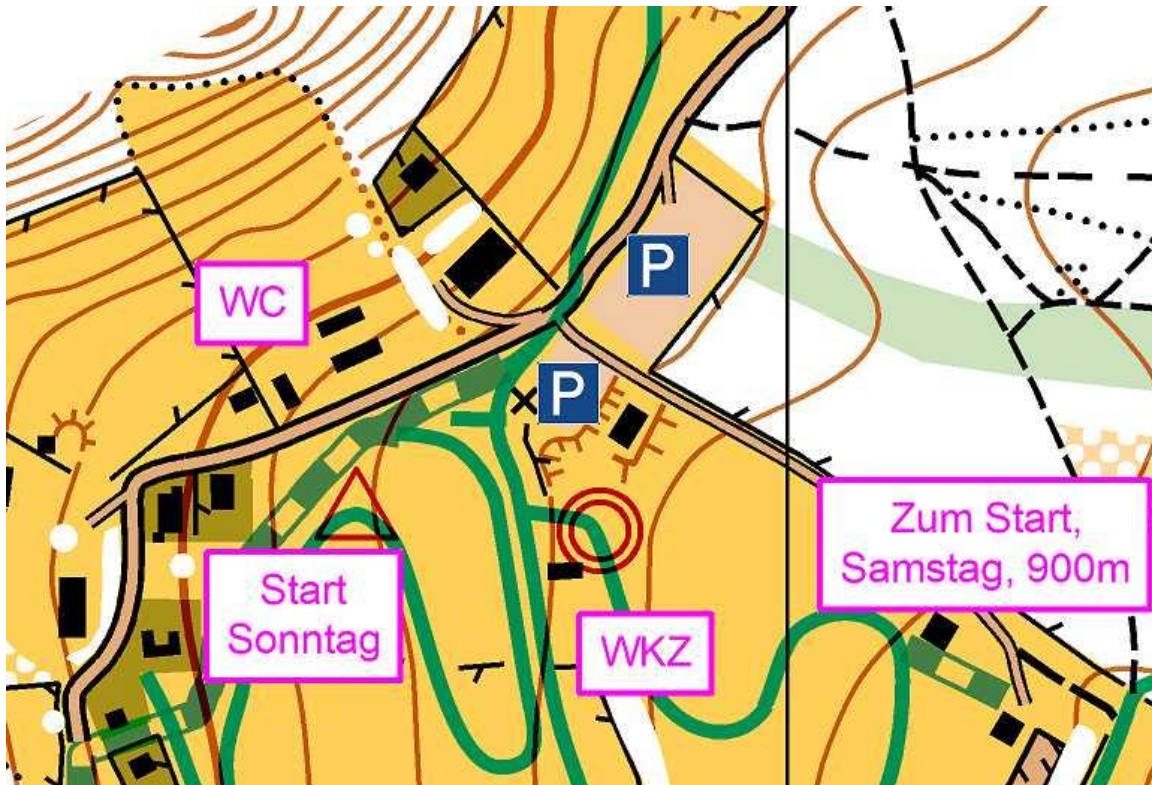 P
WC
P
Zum Start,
Samstag, 900m
Start
Sonntag
WKZ